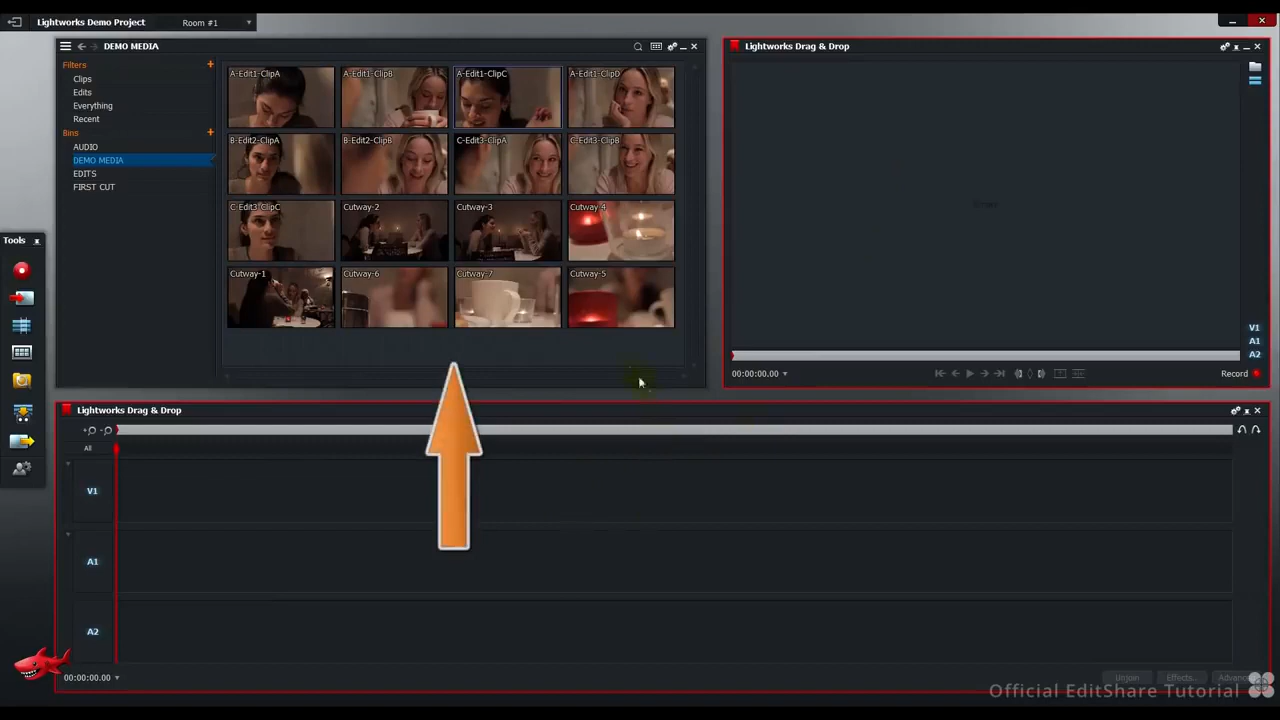 Lightworks Demo Project
Room #1
DEMO MEDIA
Lightworks Drag & Drop
Filters
Clips
Edits
Everything
Recent
Bins
AUDIO
DEMO MEDIA
EDITS
FIRST CUT
A-Edit1-ClipA
A-Edit1-ClipB
A-Edit1-ClipC
A-Edit1-ClipD
B-Edit2-ClipA
B-Edit2-ClipB
C-Edit3-ClipA
C-Edit3-ClipB
C-Edit3-ClipC
Cutway-2
Cutway-3
Cutway-4
Cutway-1
Cutway-6
Cutway-7
Cutway-5
Tools
V1
A1
A2
00:00:00.00
Record
Lightworks Drag & Drop
All
V1
A1
A2
00:00:00.00
Unjoin
Effects...
Official EditShare Tutorial